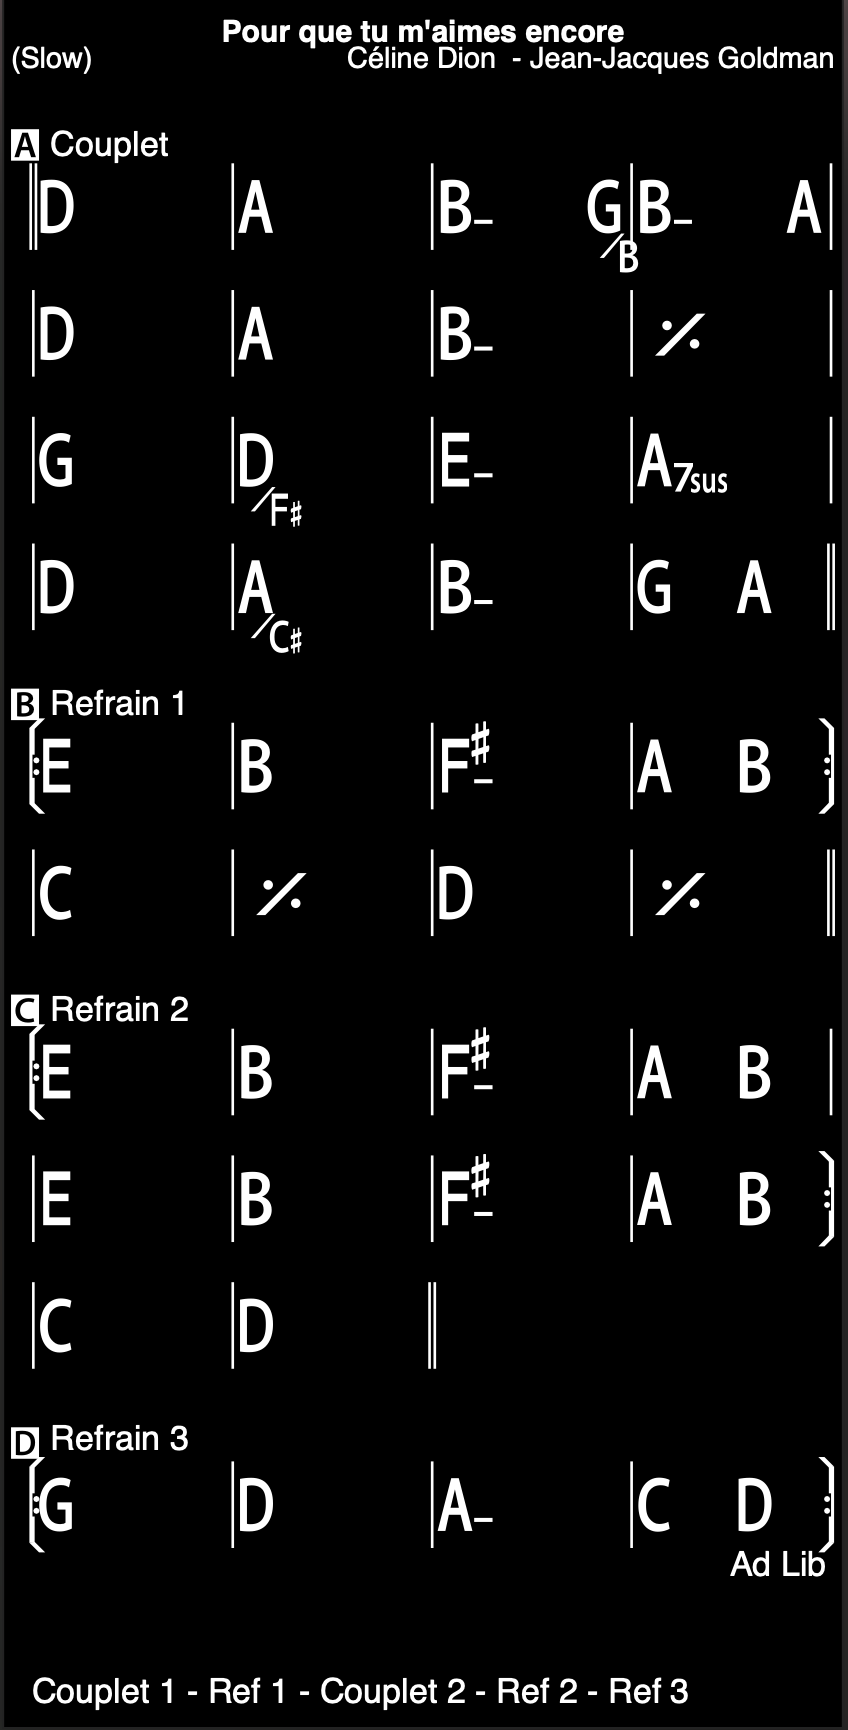 Pour que tu m'aimes encore
(Slow) Céline Dion - Jean-Jacques Goldman
A Couplet
D A B– G/B B– A
D A B– 𝄎
G D/F♯ E– A7sus
D A/C♯ B– G A
B Refrain 1
E B F♯– A B
C 𝄎 D 𝄎
C Refrain 2
E B F♯– A B
E B F♯– A B
C D
D Refrain 3
G D A– C D
Ad Lib
Couplet 1 - Ref 1 - Couplet 2 - Ref 2 - Ref 3